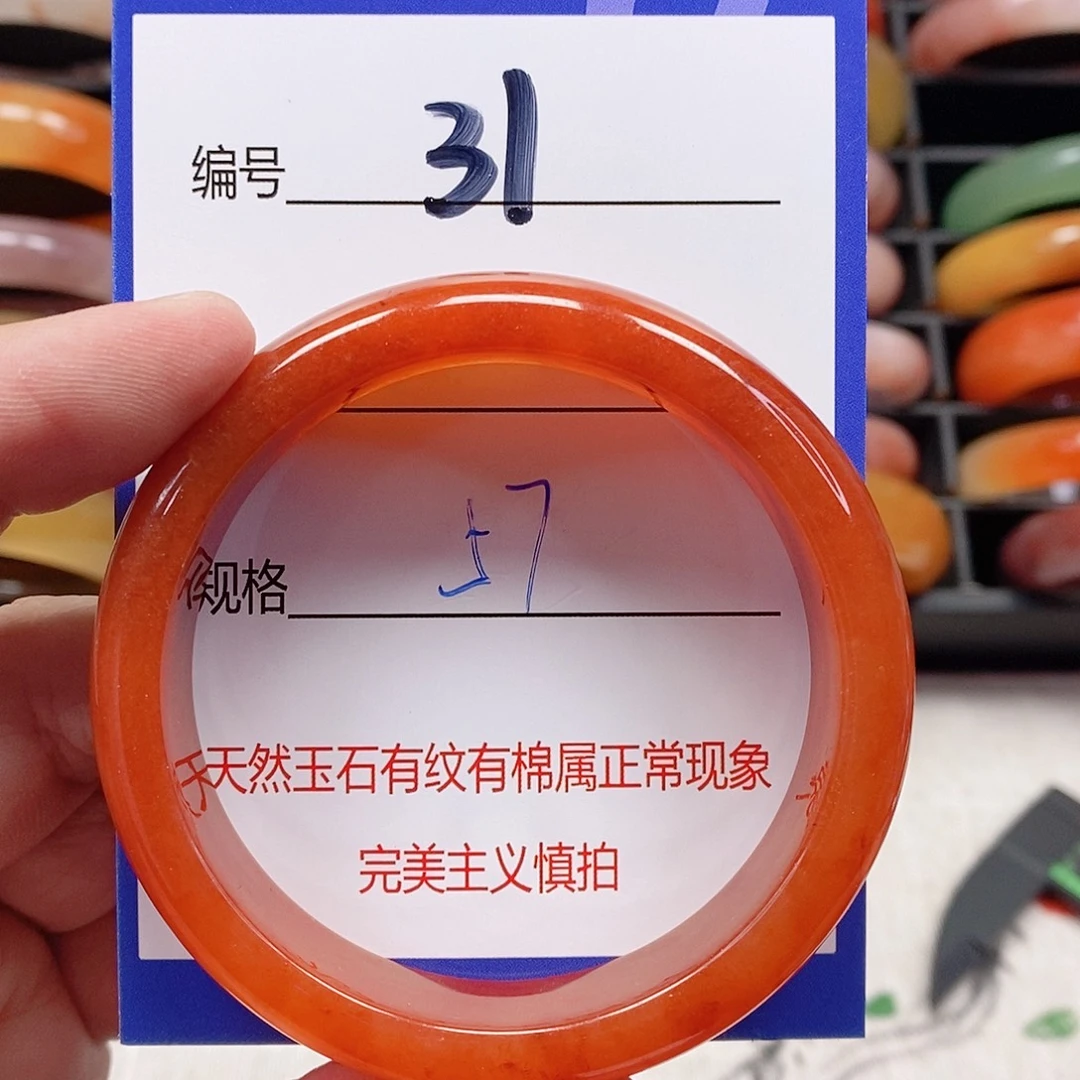 编号 31
规格 57
天然玉石有纹有棉属正常现象
完美主义慎拍